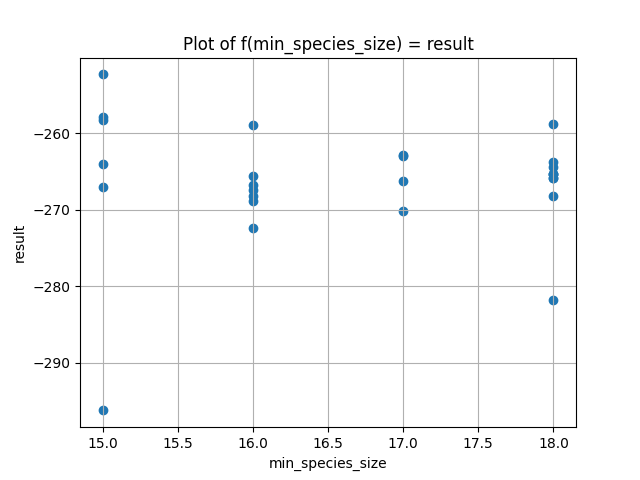 Plot of f(min_species_size) = result
−260
−270
−280
−290
result
15.0 15.5 16.0 16.5 17.0 17.5 18.0
min_species_size